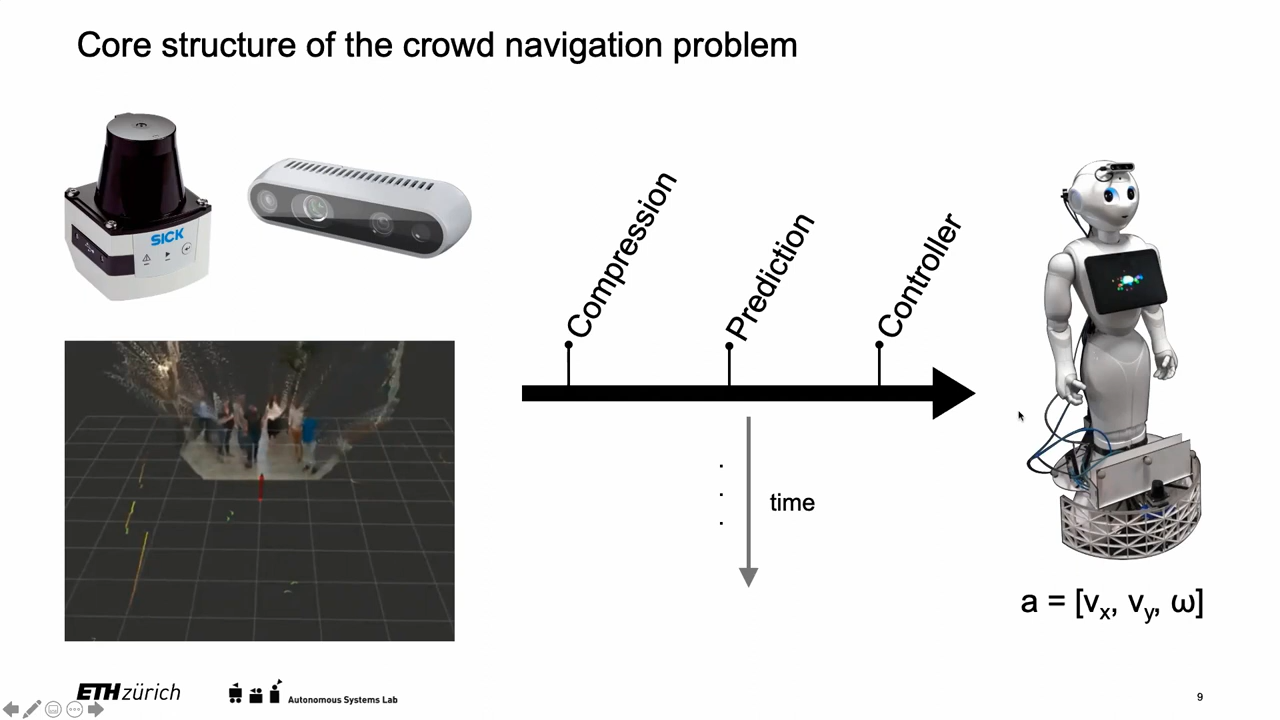 Core structure of the crowd navigation problem
SICK
Compression
Prediction
Controller
time
a = [vx, vy, ω]
ETH zürich
Autonomous Systems Lab
9